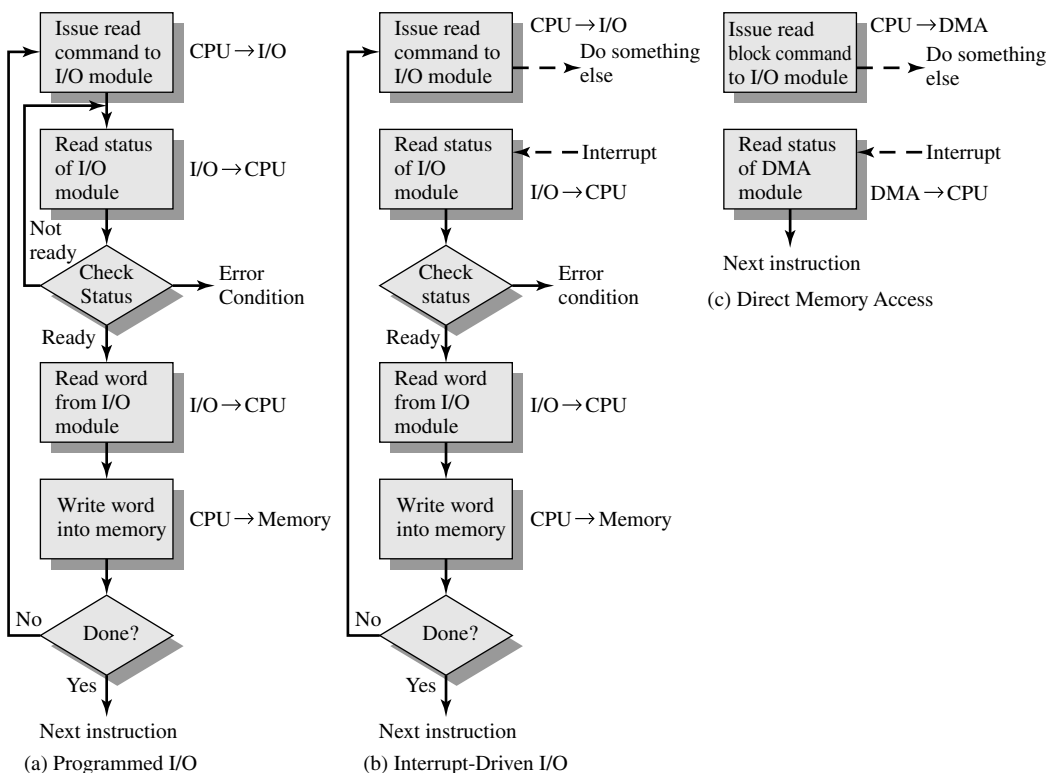 Issue read
command to
I/O module
CPU → I/O
Read status
of I/O
module
I/O → CPU
Not
ready
Check
Status
Error
Condition
Ready
Read word
from I/O
module
I/O → CPU
Write word
into memory
CPU → Memory
No
Done?
Yes
Next instruction
(a) Programmed I/O
Issue read
command to
I/O module
CPU → I/O
Do something
else
Read status
of I/O
module
Interrupt
I/O → CPU
Check
status
Error
condition
Ready
Read word
from I/O
module
I/O → CPU
Write word
into memory
CPU → Memory
No
Done?
Yes
Next instruction
(b) Interrupt-Driven I/O
Issue read
block command
to I/O module
CPU → DMA
Do something
else
Read status
of DMA
module
Interrupt
DMA → CPU
Next instruction
(c) Direct Memory Access